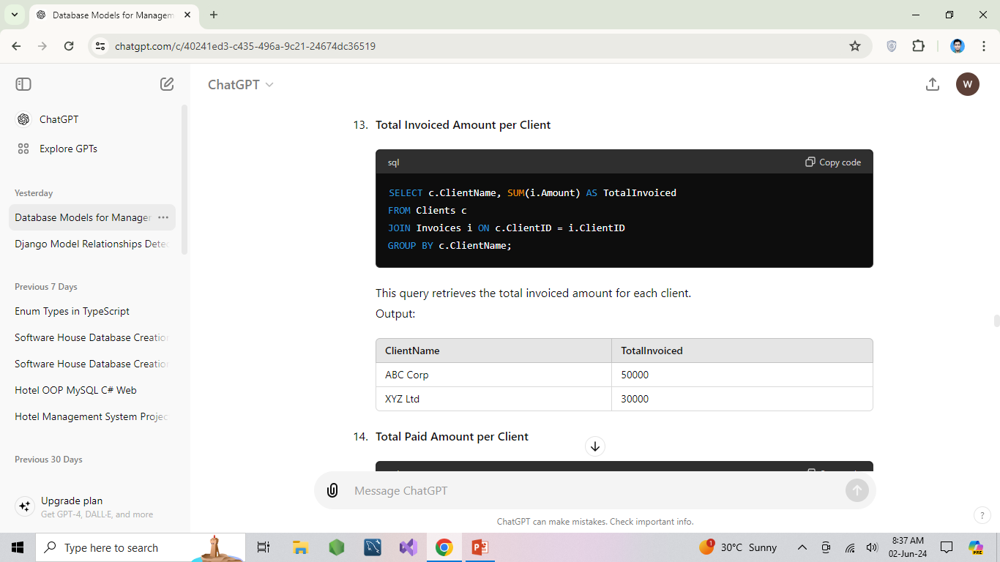 Database Models for Managem
chatgpt.com/c/40241ed3-c435-496a-9c21-24674dc36519
ChatGPT
W
ChatGPT
Explore GPTs
Yesterday
Database Models for Manager
Django Model Relationships Dete
Previous 7 Days
Enum Types in TypeScript
Software House Database Creation
Software House Database Creation
Hotel OOP MySQL C# Web
Hotel Management System Projec
Previous 30 Days
Upgrade plan
Get GPT-4, DALL·E, and more
13. Total Invoiced Amount per Client
sql Copy code
SELECT c.ClientName, SUM(i.Amount) AS TotalInvoiced
FROM Clients c
JOIN Invoices i ON c.ClientID = i.ClientID
GROUP BY c.ClientName;
This query retrieves the total invoiced amount for each client.
Output:
ClientName TotalInvoiced
ABC Corp 50000
XYZ Ltd 30000
14. Total Paid Amount per Client
Message ChatGPT
ChatGPT can make mistakes. Check important info.
?
Type here to search
1
30°C Sunny
8:37 AM
02-Jun-24
PRE